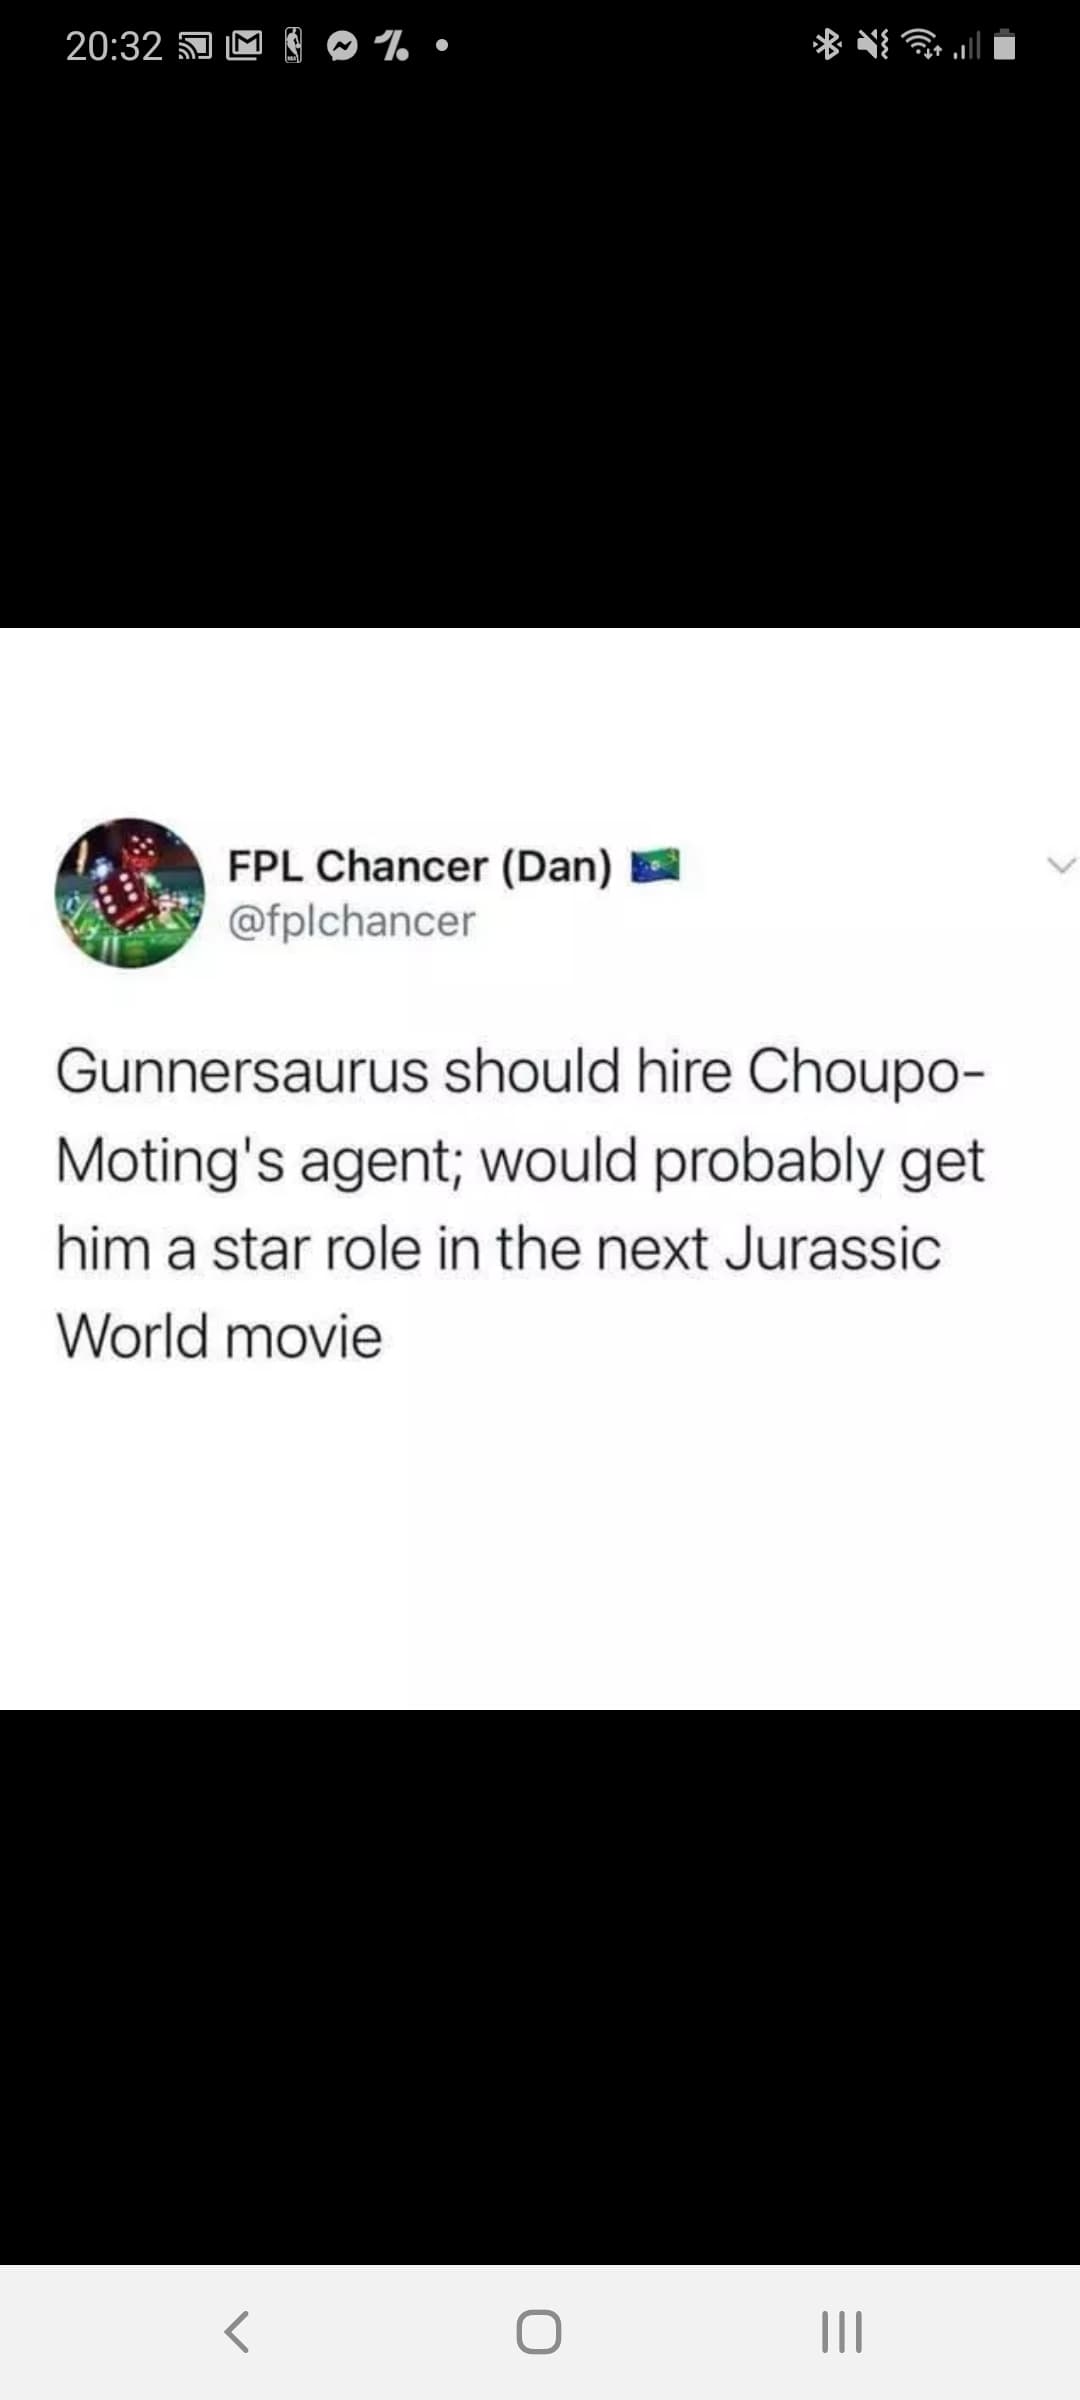 20:32
FPL Chancer (Dan)
@fplchancer
Gunnersaurus should hire Choupo-
Moting's agent; would probably get
him a star role in the next Jurassic
World movie